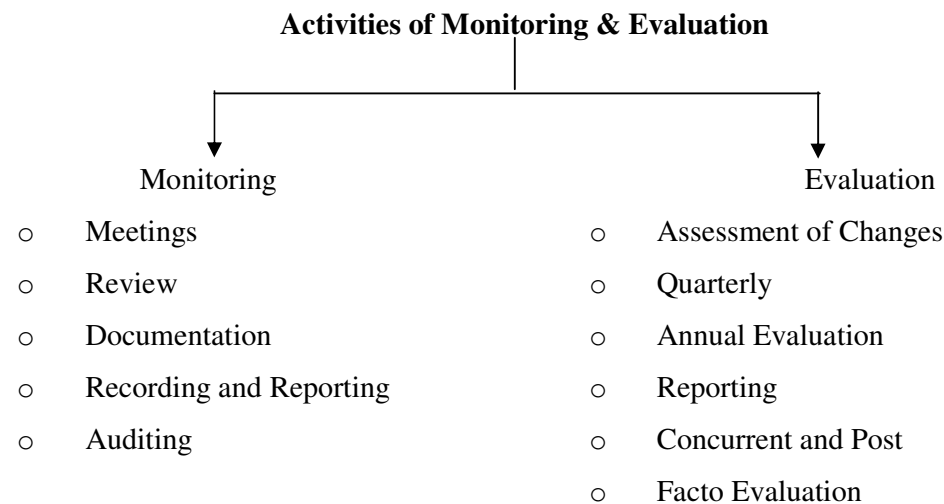 Activities of Monitoring & Evaluation
Monitoring
○ Meetings
○ Review
○ Documentation
○ Recording and Reporting
○ Auditing
Evaluation
○ Assessment of Changes
○ Quarterly
○ Annual Evaluation
○ Reporting
○ Concurrent and Post
○ Facto Evaluation